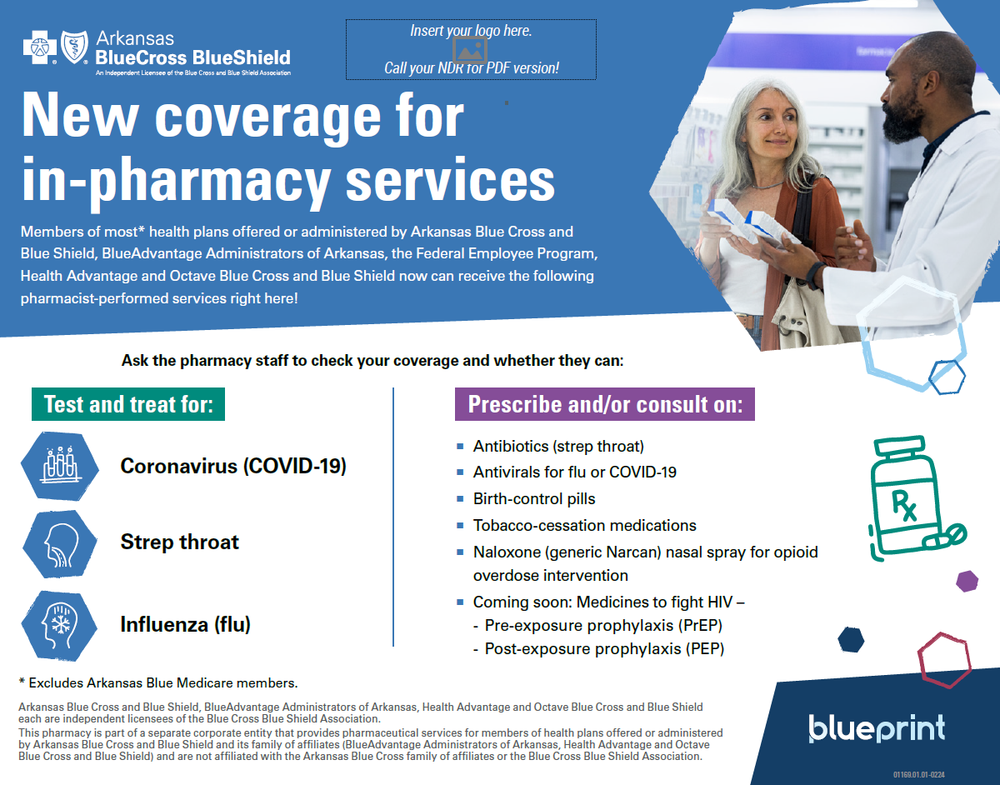 Arkansas
BlueCross BlueShield
An Independent Licensee of the Blue Cross and Blue Shield Association
Insert your logo here.
Call your NDR for PDF version!
farmacia
New coverage for
in-pharmacy services
Members of most* health plans offered or administered by Arkansas Blue Cross and
Blue Shield, BlueAdvantage Administrators of Arkansas, the Federal Employee Program,
Health Advantage and Octave Blue Cross and Blue Shield now can receive the following
pharmacist-performed services right here!
Ask the pharmacy staff to check your coverage and whether they can:
Test and treat for:
Coronavirus (COVID-19)
Strep throat
Influenza (flu)
Prescribe and/or consult on:
▪ Antibiotics (strep throat)
▪ Antivirals for flu or COVID-19
▪ Birth-control pills
▪ Tobacco-cessation medications
▪ Naloxone (generic Narcan) nasal spray for opioid
overdose intervention
▪ Coming soon: Medicines to fight HIV –
- Pre-exposure prophylaxis (PrEP)
- Post-exposure prophylaxis (PEP)
Rx
* Excludes Arkansas Blue Medicare members.
Arkansas Blue Cross and Blue Shield, BlueAdvantage Administrators of Arkansas, Health Advantage and Octave Blue Cross and Blue Shield
each are independent licensees of the Blue Cross Blue Shield Association.
This pharmacy is part of a separate corporate entity that provides pharmaceutical services for members of health plans offered or administered
by Arkansas Blue Cross and Blue Shield and its family of affiliates (BlueAdvantage Administrators of Arkansas, Health Advantage and Octave
Blue Cross and Blue Shield) and are not affiliated with the Arkansas Blue Cross family of affiliates or the Blue Cross Blue Shield Association.
blueprint
01169.01.01-0224